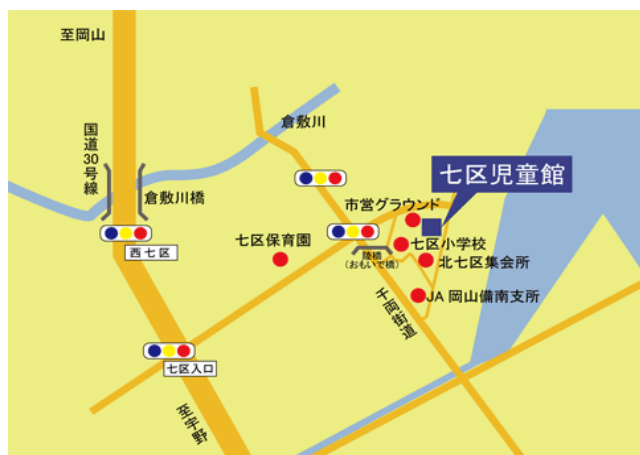 至岡山
国道30号線
倉敷川橋
西七区
七区入口
至宇野
七区保育園
倉敷川
市営グラウンド
七区児童館
七区小学校
陸橋
(おもいで橋)
北七区集会所
JA岡山備南支所
千両街道